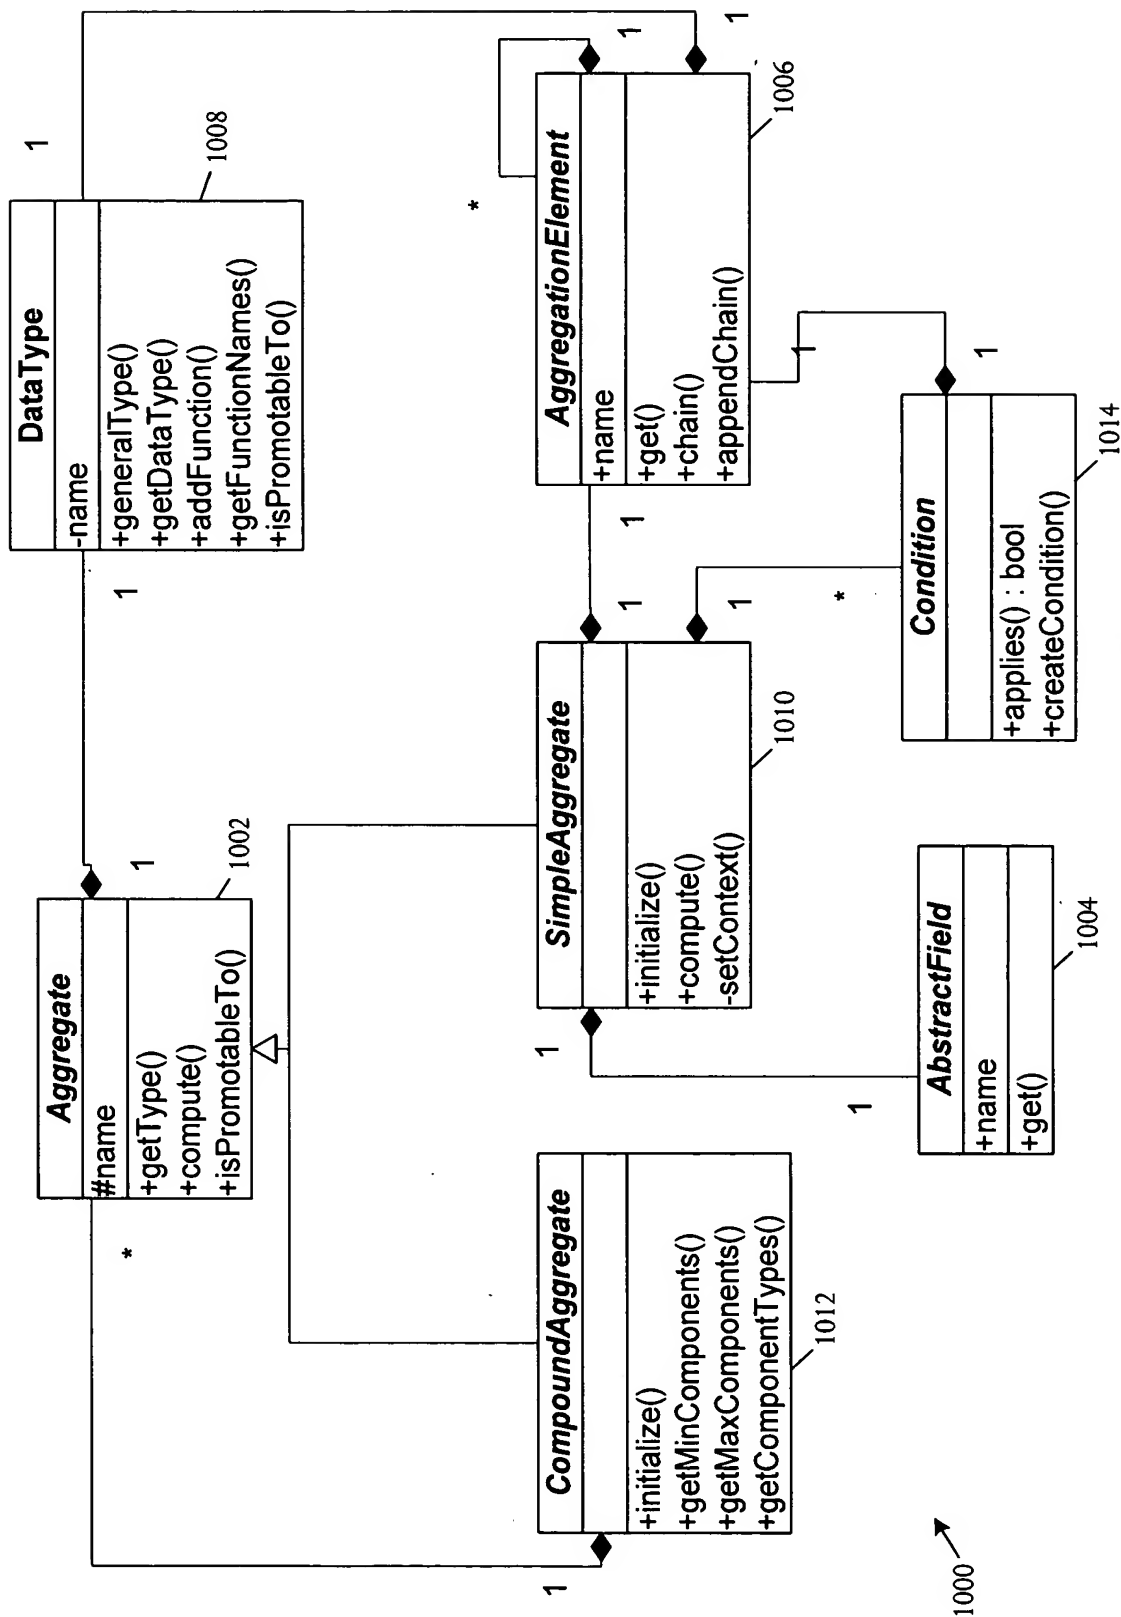 Aggregate
#name
+getType()
+compute()
+isPromotableTo()
1002
1
*
DataType
-name
+generalType()
+getDataType()
+addFunction()
+getFunctionNames()
+isPromotableTo()
1008
1
1
CompoundAggregate
+initialize()
+getMinComponents()
+getMaxComponents()
+getComponentTypes()
1012
1
SimpleAggregate
+initialize()
+compute()
-setContext()
1010
1
1
1
AggregationElement
+name
+get()
+chain()
+appendChain()
1006
1
*
1
1
1
AbstractField
+name
+get()
1004
1
Condition
+applies() : bool
+createCondition()
1014
*
1
1000